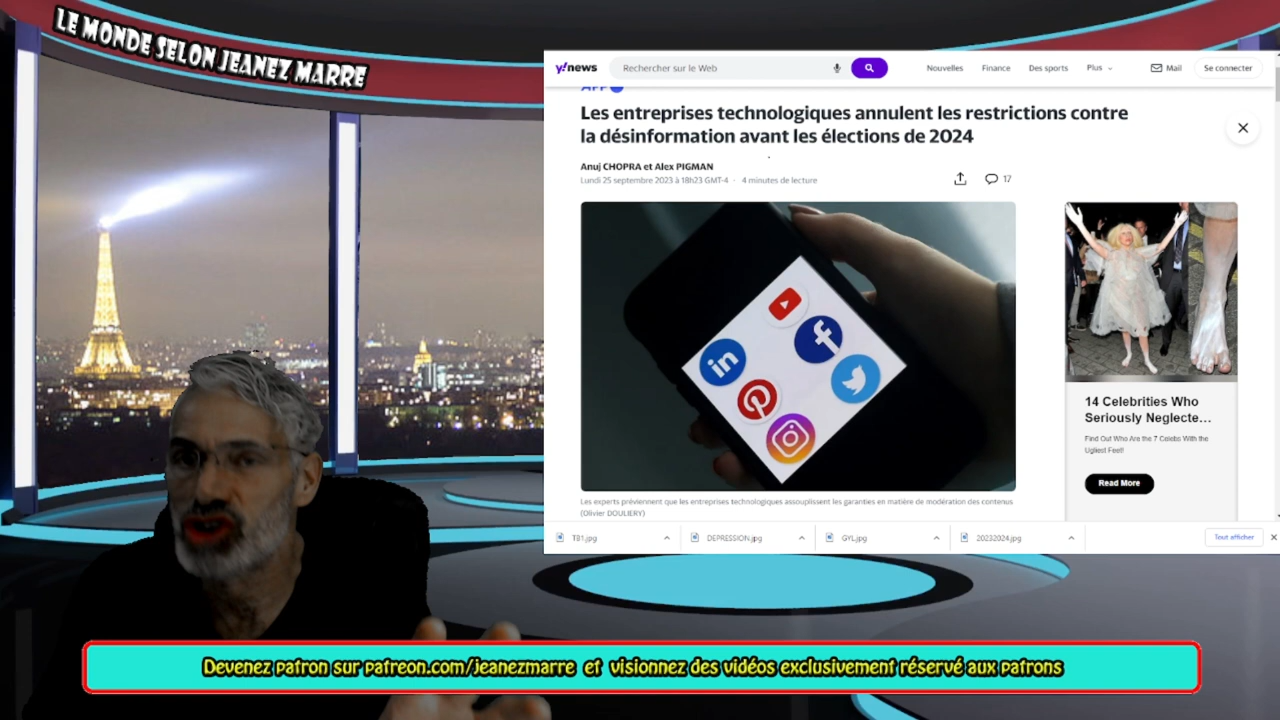 LE MONDE SELON JEANEZ MARRE
y!news
Rechercher sur le Web
Nouvelles
Finance
Des sports
Plus
Mail
Se connecter
Les entreprises technologiques annulent les restrictions contre
la désinformation avant les élections de 2024
Anuj CHOPRA et Alex PIGMAN
Lundi 25 septembre 2023 à 18h23 GMT-4 · 4 minutes de lecture
17
in
Les experts préviennent que les entreprises technologiques assouplissent les garanties en matière de modération des contenus
(Olivier DOULIERY)
14 Celebrities Who
Seriously Neglecte...
Find Out Who Are the 7 Celebs With the
Ugliest Feet!
Read More
TB1.jpg
DEPRESSION.jpg
GYL.jpg
20232024.jpg
Tout afficher
Devenez patron sur patreon.com/jeanezmarre et visionnez des vidéos exclusivement réservé aux patrons